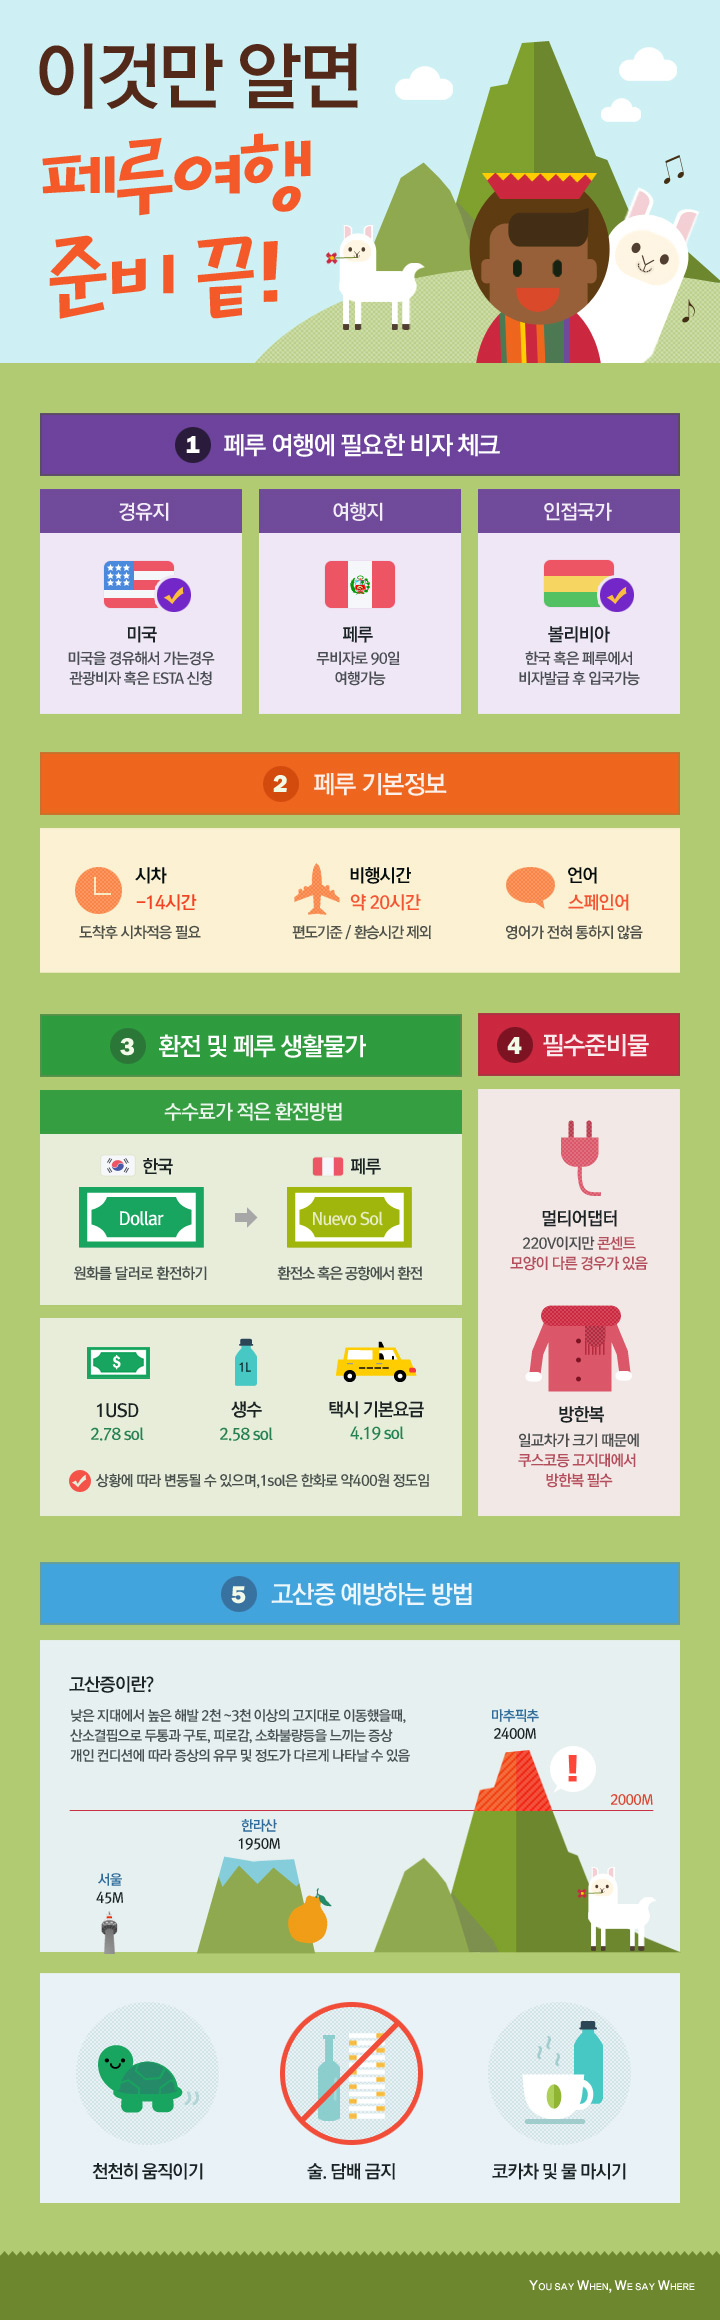 이것만 알면
페루여행
준비 끝!
1 페루 여행에 필요한 비자 체크
경유지
미국
미국을 경유해서 가는경우
관광비자 혹은 ESTA 신청
여행지
페루
무비자로 90일
여행가능
인접국가
볼리비아
한국 혹은 페루에서
비자발급 후 입국가능
2 페루 기본정보
시차
-14시간
도착후 시차적응 필요
비행시간
약 20시간
편도기준 / 환승시간 제외
언어
스페인어
영어가 전혀 통하지 않음
3 환전 및 페루 생활물가
수수료가 적은 환전방법
한국
Dollar
원화를 달러로 환전하기
페루
Nuevo Sol
환전소 혹은 공항에서 환전
$
1USD
2.78 sol
1L
생수
2.58 sol
택시 기본요금
4.19 sol
상황에 따라 변동될 수 있으며,1sol은 한화로 약400원 정도임
4 필수준비물
멀티어댑터
220V이지만 콘센트
모양이 다른 경우가 있음
방한복
일교차가 크기 때문에
쿠스코등 고지대에서
방한복 필수
5 고산증 예방하는 방법
고산증이란?
낮은 지대에서 높은 해발 2천 ~3천 이상의 고지대로 이동했을때,
산소결핍으로 두통과 구토, 피로감, 소화불량등을 느끼는 증상
개인 컨디션에 따라 증상의 유무 및 정도가 다르게 나타날 수 있음
마추픽추
2400M
!
2000M
한라산
1950M
서울
45M
천천히 움직이기
술. 담배 금지
코카차 및 물 마시기
YOU SAY WHEN, WE SAY WHERE